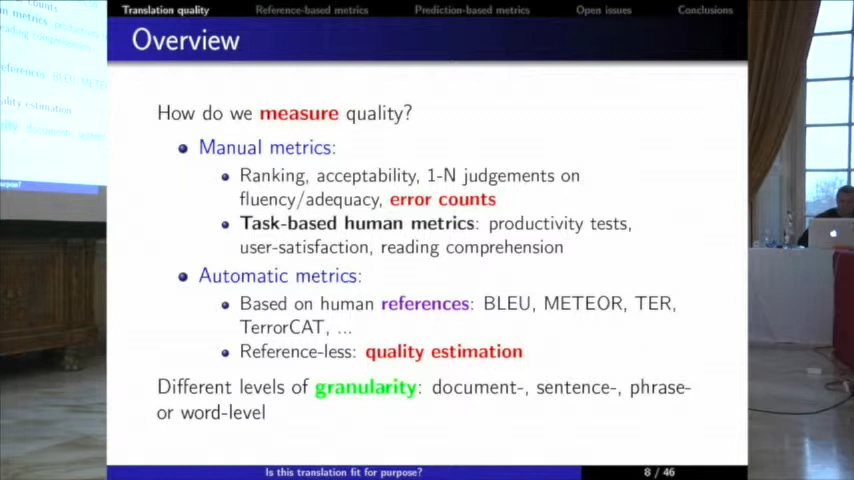 Translation quality
Reference-based metrics
Prediction-based metrics
Open issues
Conclusions
Overview
How do we measure quality?
Manual metrics:
Ranking, acceptability, 1-N judgements on
fluency/adequacy, error counts
Task-based human metrics: productivity tests,
user-satisfaction, reading comprehension
Automatic metrics:
Based on human references: BLEU, METEOR, TER,
TerrorCAT, ...
Reference-less: quality estimation
Different levels of granularity: document-, sentence-, phrase-
or word-level
Is this translation fit for purpose?
8 / 46